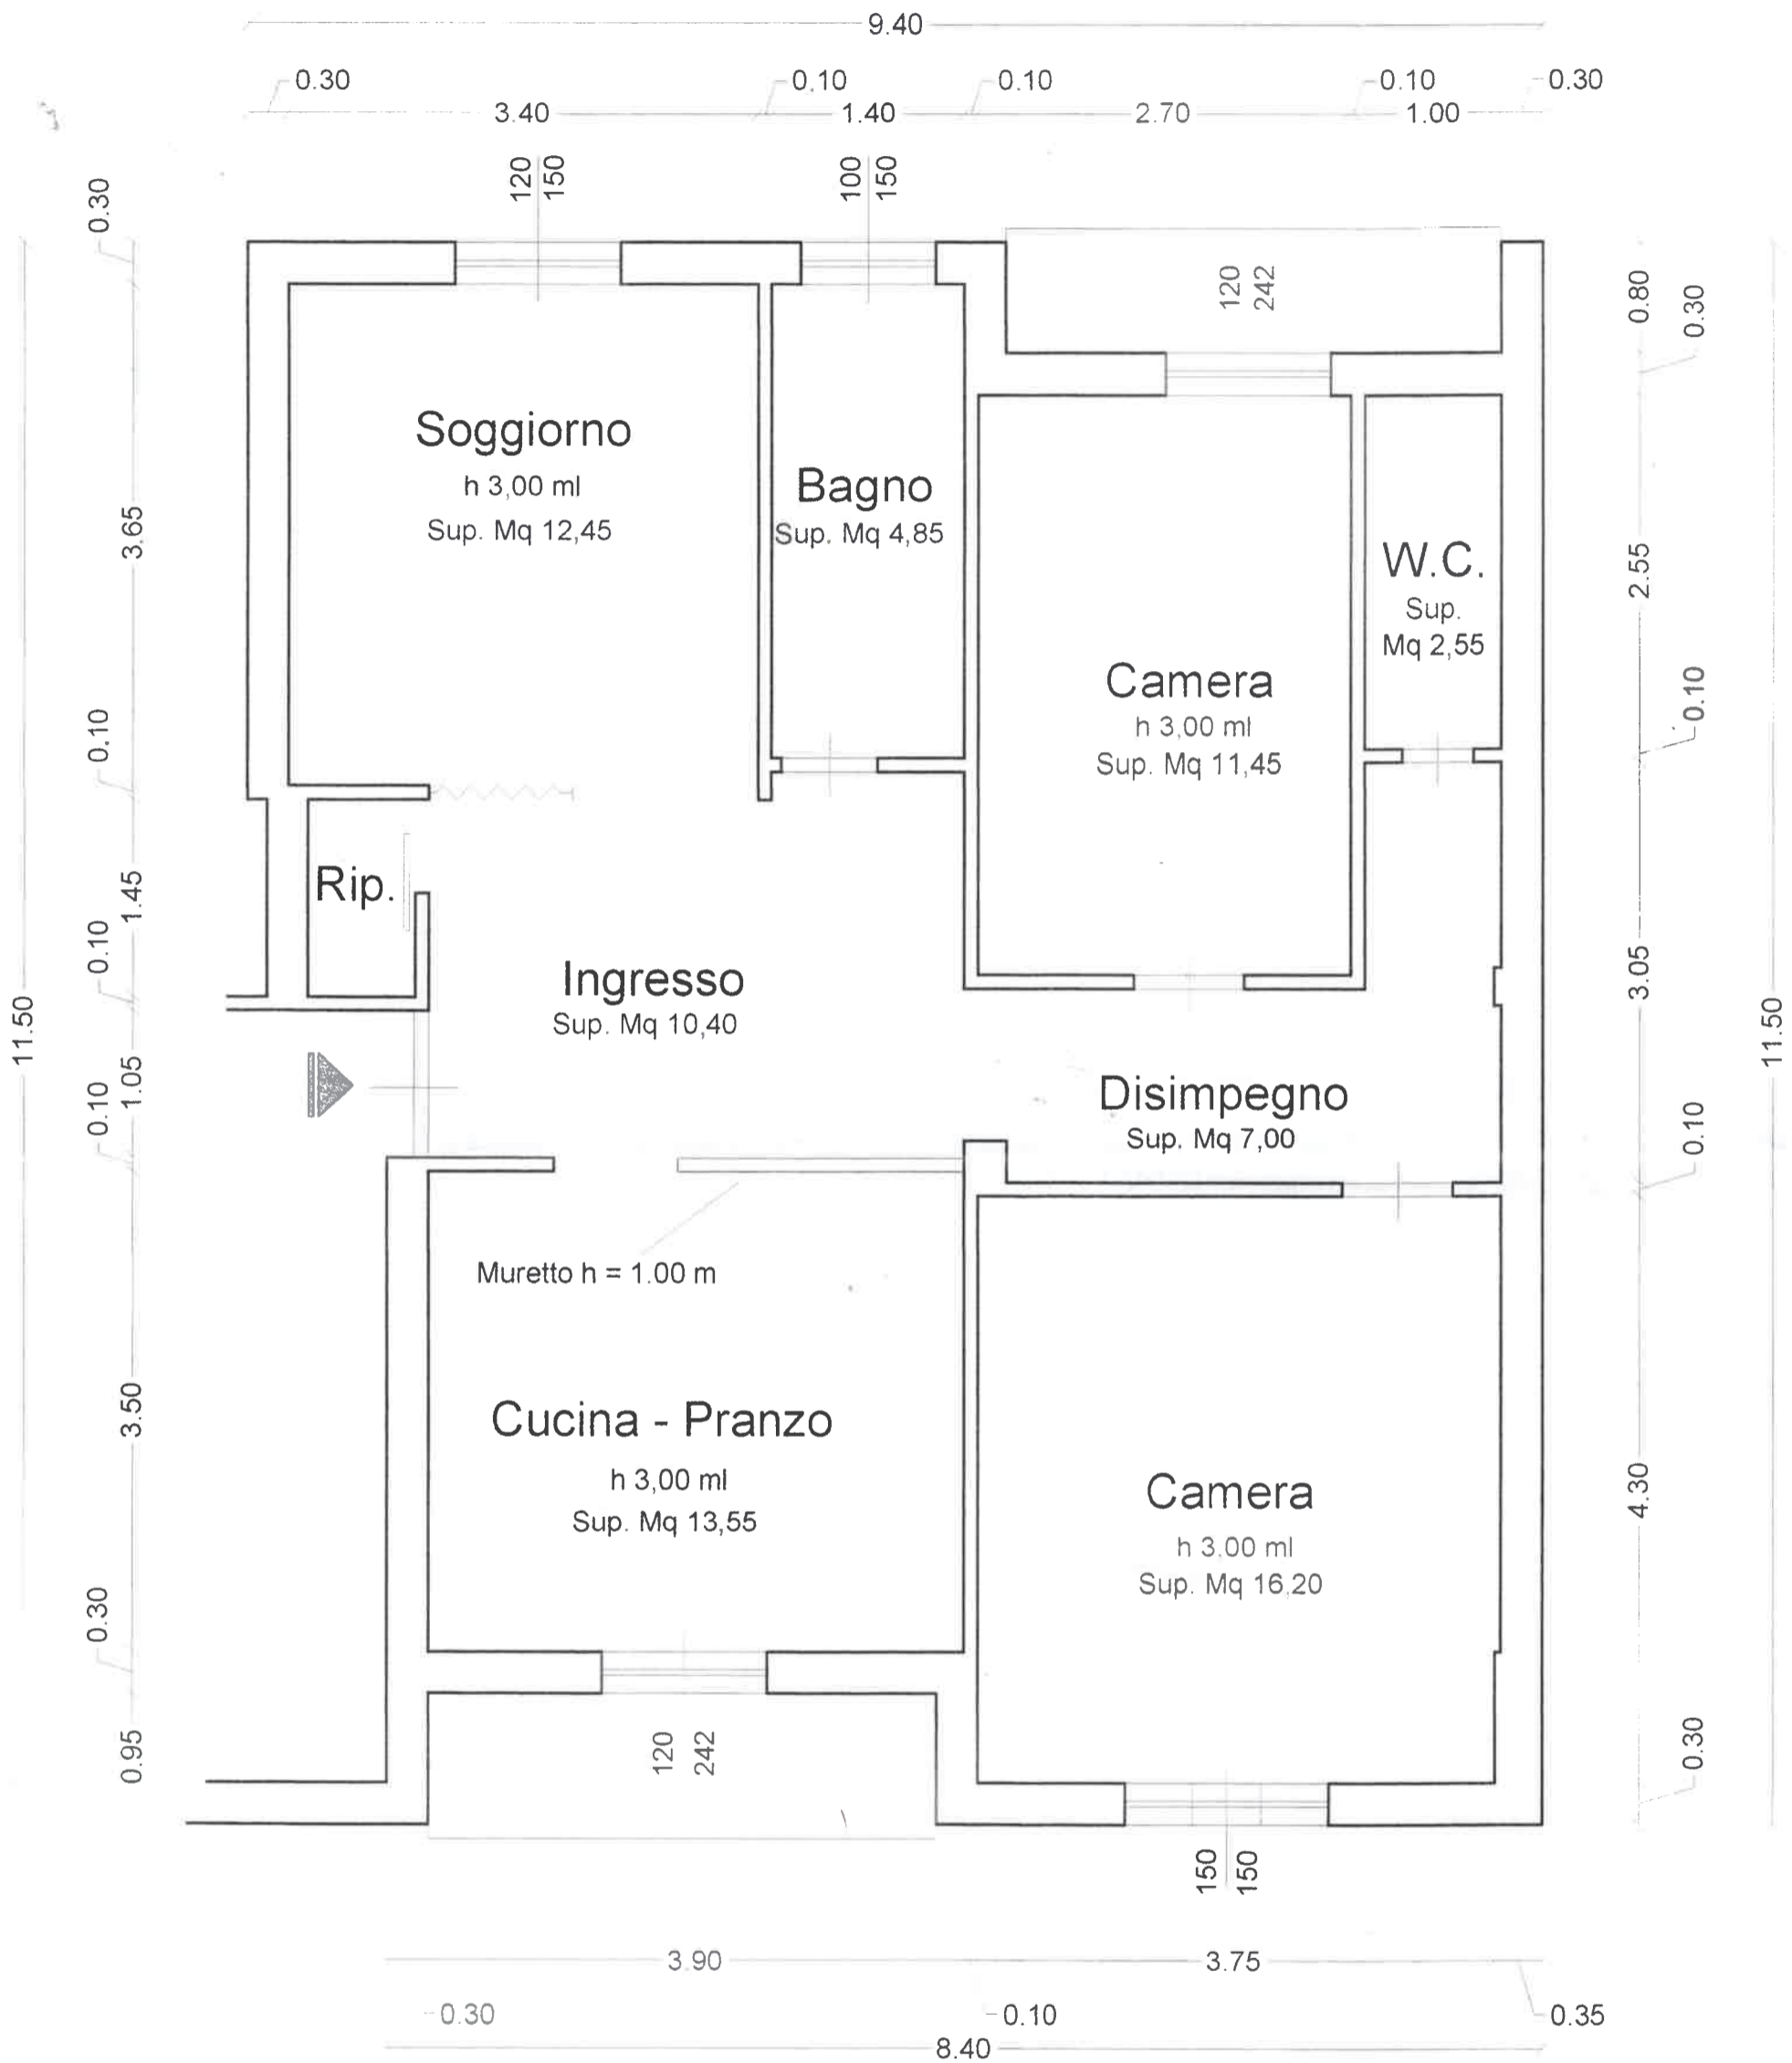 9.40
0.30 0.10 0.10 0.10 0.30
3.40 1.40 2.70 1.00
120 150
100 150
0.30
120 242
0.80
0.30
Soggiorno
h 3,00 ml
Sup. Mq 12,45
Bagno
Sup. Mq 4,85
W.C.
Sup.
Mq 2,55
3.65
2.55
Camera
h 3,00 ml
Sup. Mq 11,45
0.10
0.10
Rip.
1.45
0.10
Ingresso
Sup. Mq 10,40
3.05
11.50
11.50
Disimpegno
Sup. Mq 7,00
1.05
0.10
0.10
Muretto h = 1.00 m
Cucina - Pranzo
h 3,00 ml
Sup. Mq 13,55
3.50
Camera
h 3.00 ml
Sup. Mq 16,20
4.30
0.30
0.95
120 242
0.30
150 150
3.90 3.75
0.30 0.10 0.35
8.40